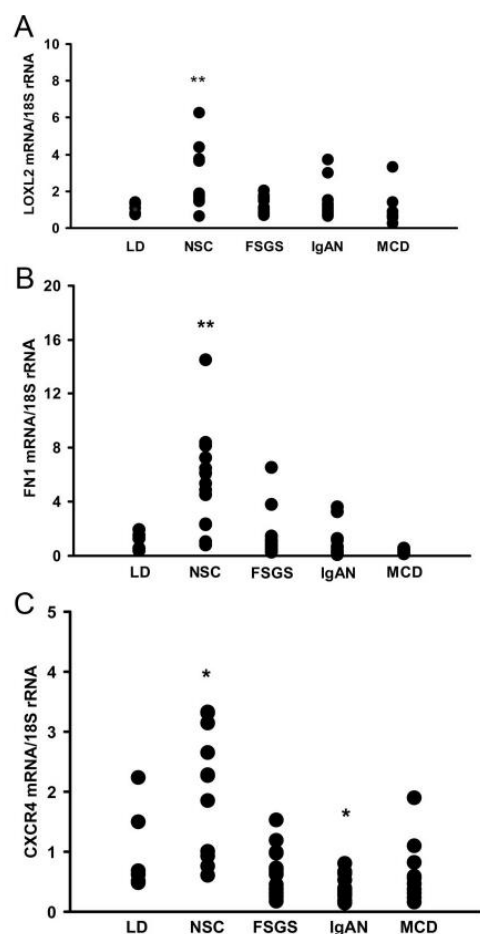 A
LOXL2 mRNA/18S rRNA
10
8
6
4
2
0
**
LD NSC FSGS IgAN MCD
B
FN1 mRNA/18S rRNA
20
16
12
8
4
0
**
LD NSC FSGS IgAN MCD
C
CXCR4 mRNA/18S rRNA
5
4
3
2
1
0
*
*
LD NSC FSGS IgAN MCD